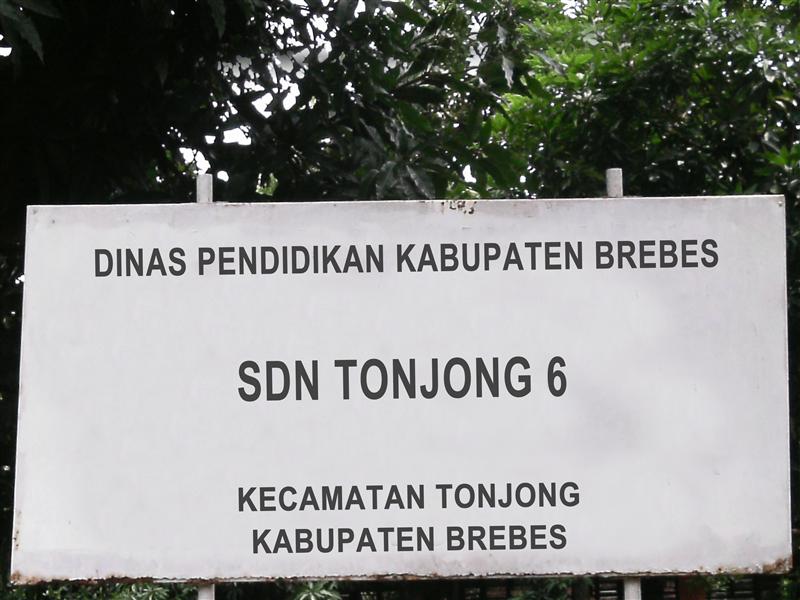 DINAS PENDIDIKAN KABUPATEN BREBES
SDN TONJONG 6
KECAMATAN TONJONG
KABUPATEN BREBES